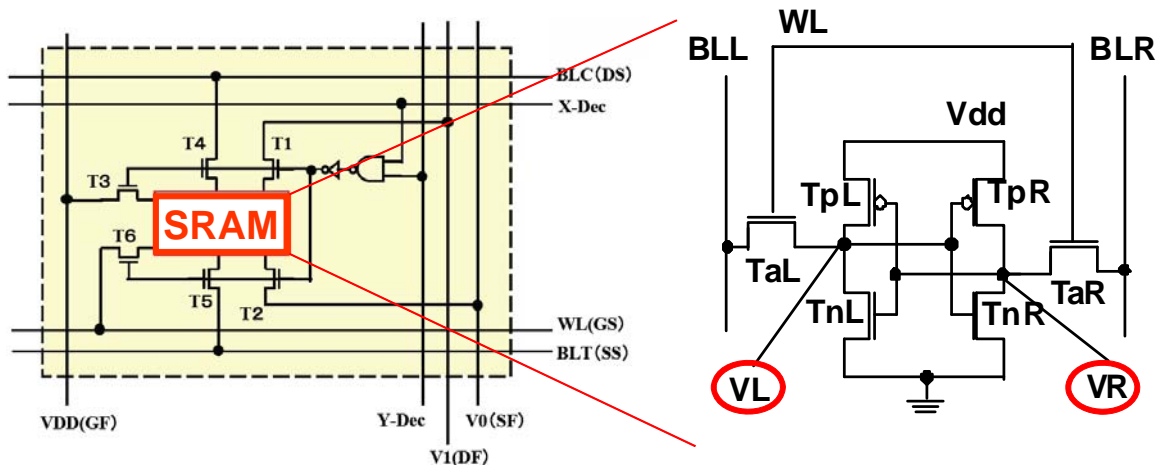 BLC(DS)
X-Dec
T4
T1
T3
SRAM
T6
T5
T2
WL(GS)
BLT(SS)
VDD(GF)
Y-Dec
V0(SF)
V1(DF)
WL
BLL
BLR
Vdd
TpL
TpR
TaL
TaR
TnL
TnR
VL
VR